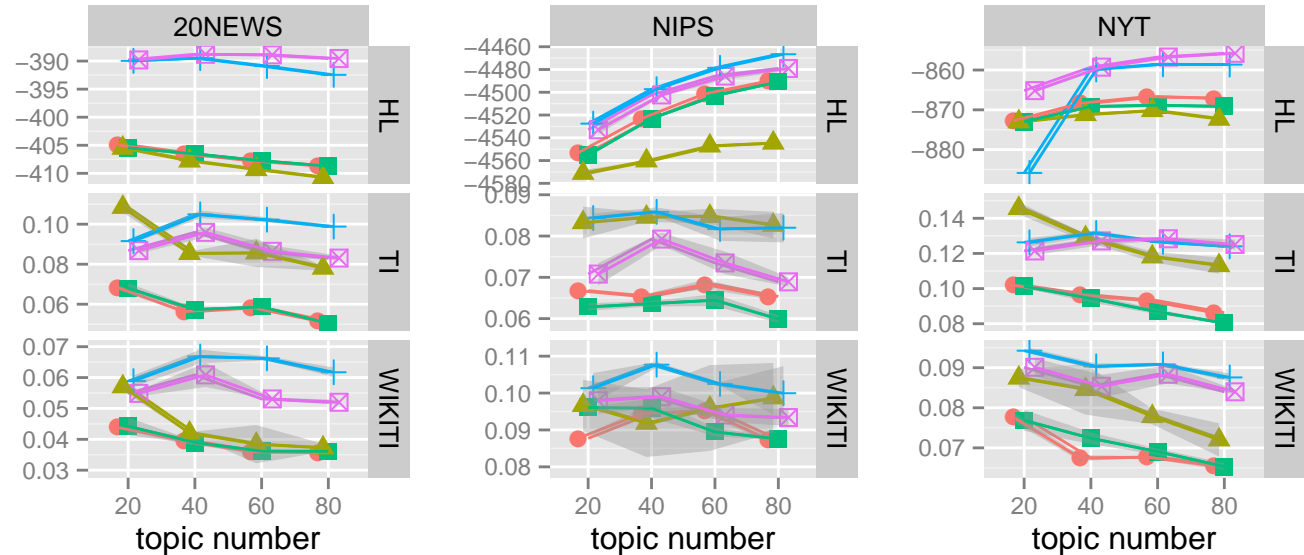 20NEWS
−390
−395
−400
−405
−410
HL
0.10
0.08
0.06
TI
0.07
0.06
0.05
0.04
0.03
WIKITI
20 40 60 80
topic number
NIPS
−4460
−4480
−4500
−4520
−4540
−4560
−4580
HL
0.09
0.08
0.07
0.06
TI
0.11
0.10
0.09
0.08
WIKITI
20 40 60 80
topic number
NYT
−860
−870
−880
HL
0.14
0.12
0.10
0.08
TI
0.09
0.08
0.07
WIKITI
20 40 60 80
topic number